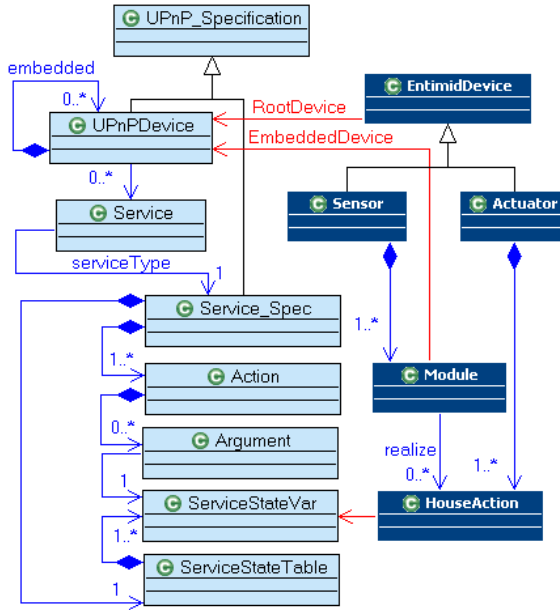 UPnP_Specification
embedded
EntimidDevice
0..*
RootDevice
UPnPDevice
EmbeddedDevice
0..*
Sensor
Actuator
Service
serviceType
1
Service_Spec
1..*
1..*
Action
Module
0..*
Argument
realize
1
0..*
1..*
ServiceStateVar
HouseAction
1..*
ServiceStateTable
1